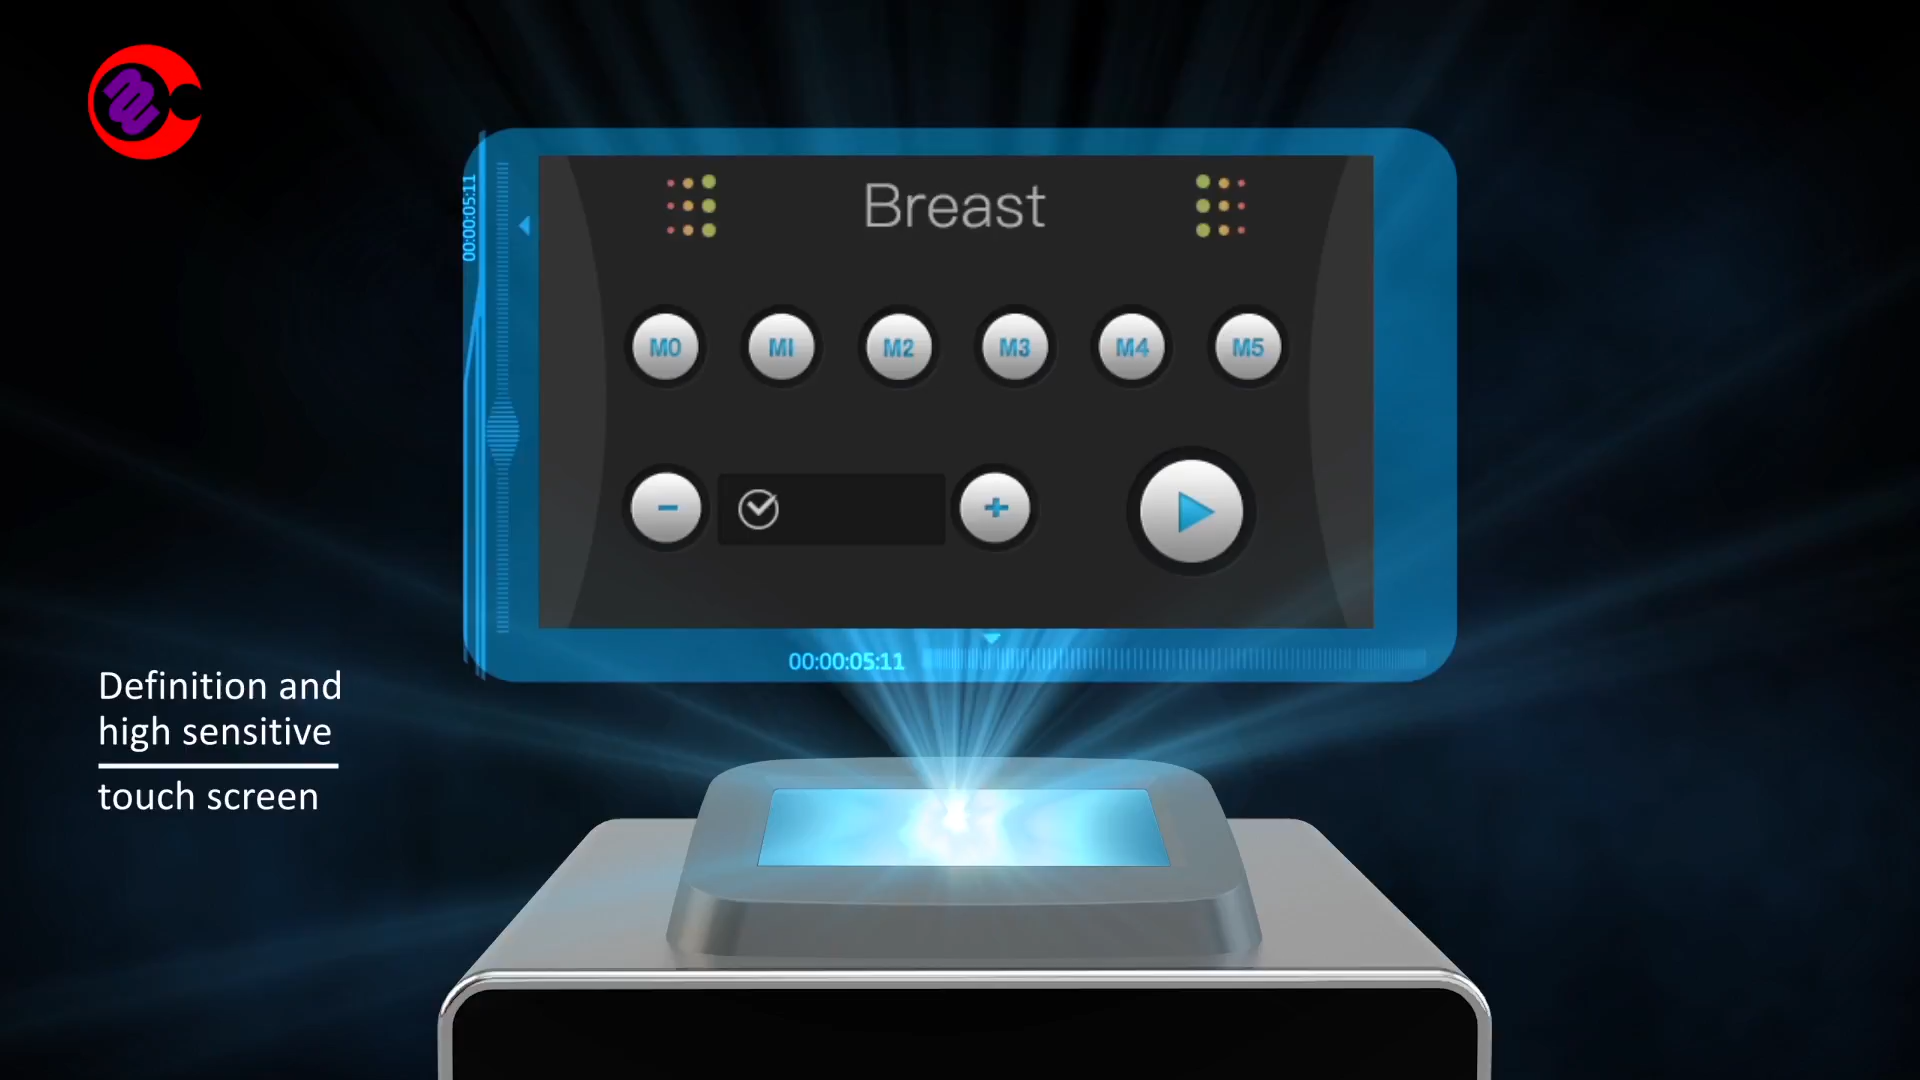 00:00:05:11
Breast
M0 MI M2 M3 M4 M5
- +
00:00:05:11
Definition and
high sensitive
touch screen